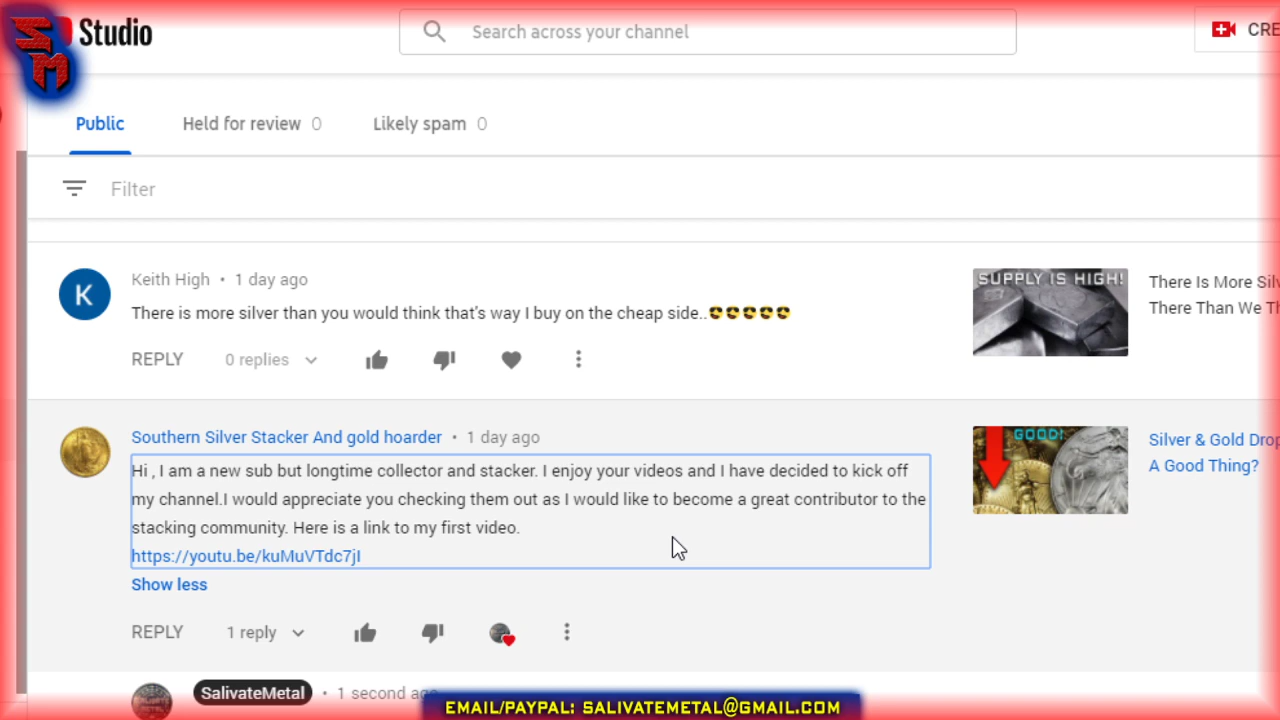 SM
Studio
Search across your channel
CRE
Public
Held for review 0
Likely spam 0
Filter
Keith High • 1 day ago
There is more silver than you would think that's way I buy on the cheap side..😎😎😎😎😎
REPLY
0 replies
SUPPLY IS HIGH!
There Is More Silv
There Than We Th
Southern Silver Stacker And gold hoarder • 1 day ago
Hi , I am a new sub but longtime collector and stacker. I enjoy your videos and I have decided to kick off
my channel.I would appreciate you checking them out as I would like to become a great contributor to the
stacking community. Here is a link to my first video.
https://youtu.be/kuMuVTdc7jI
Show less
REPLY
1 reply
GOOD!
Silver & Gold Drop
A Good Thing?
SalivateMetal • 1 second ago
EMAIL/PAYPAL: SALIVATEMETAL@GMAIL.COM